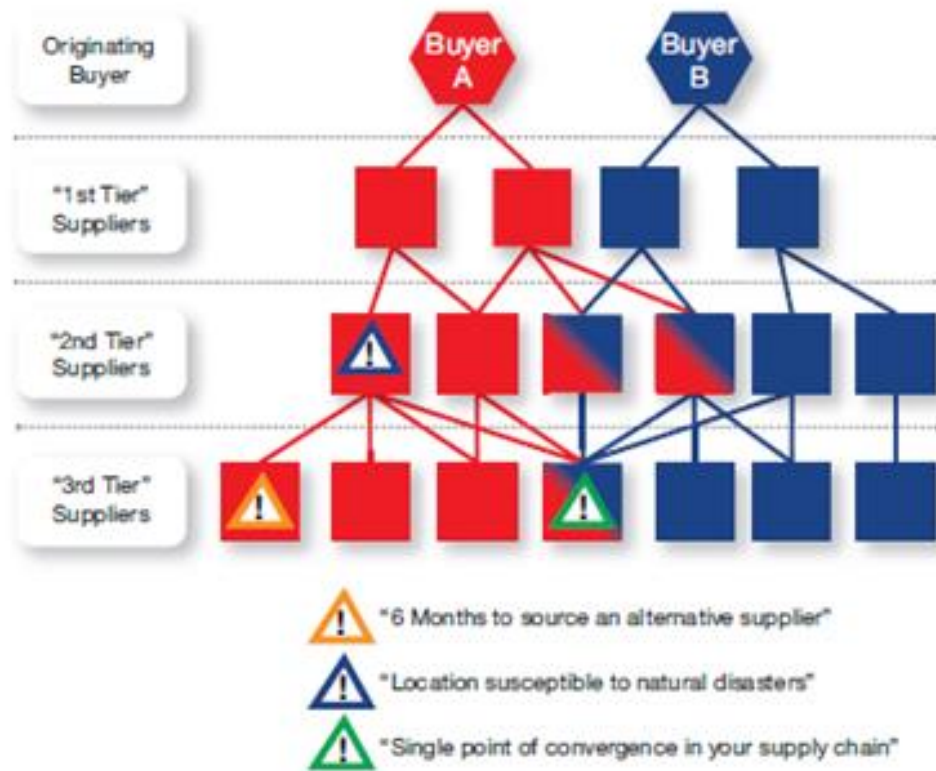 Originating
Buyer
Buyer
A
Buyer
B
"1st Tier"
Suppliers
"2nd Tier"
Suppliers
!
"3rd Tier"
Suppliers
!
!
! "6 Months to source an alternative supplier"
! "Location susceptible to natural disasters"
! "Single point of convergence in your supply chain"